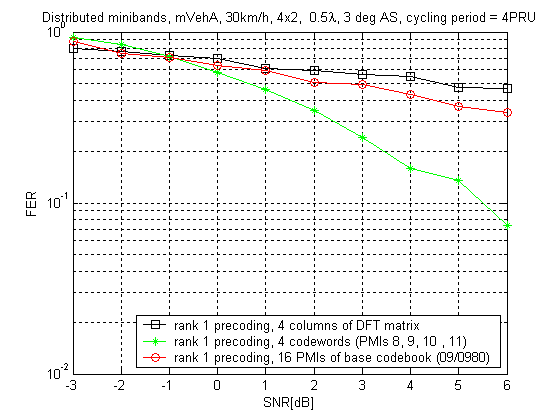 Distributed minibands, mVehA, 30km/h, 4x2, 0.5λ, 3 deg AS, cycling period = 4PRU
10^0
10^-1
10^-2
FER
rank 1 precoding, 4 columns of DFT matrix
rank 1 precoding, 4 codewords (PMIs 8, 9, 10 , 11)
rank 1 precoding, 16 PMIs of base codebook (09/0980)
-3 -2 -1 0 1 2 3 4 5 6
SNR[dB]